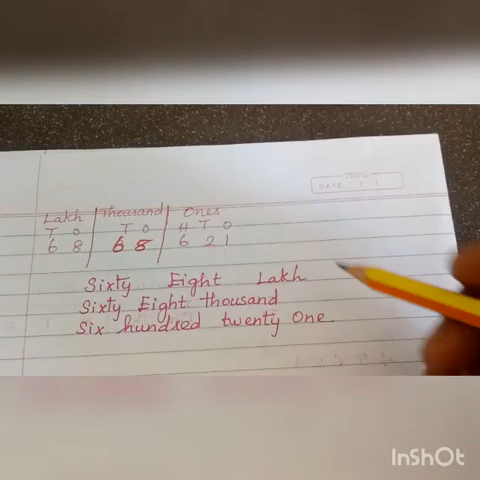 DATE
Lakh Thousand Ones
T O T O H T O
6 8 6 8 6 2 1
Sixty Eight Lakh
Sixty Eight thousand
Six hundred twenty One
InShOt